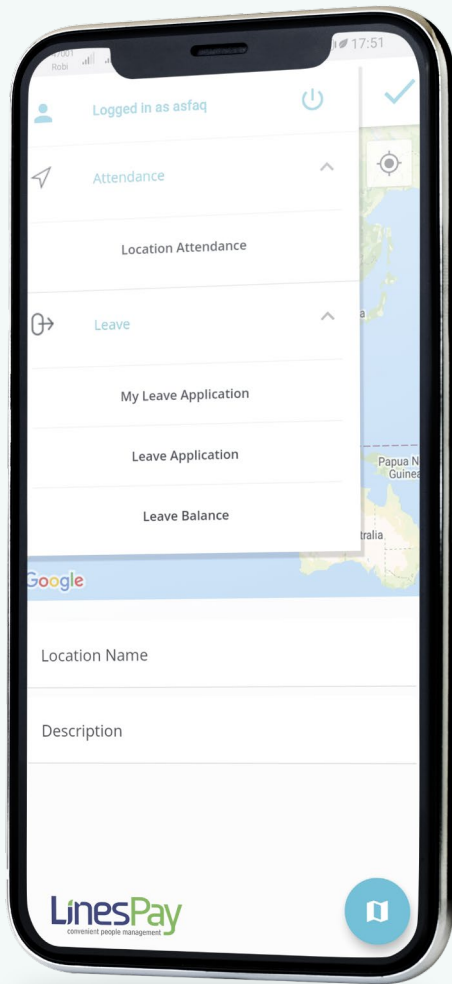 Robi
17:51
Logged in as asfaq
Attendance
Location Attendance
Leave
My Leave Application
Leave Application
Leave Balance
Papua N
Guinea
tralia
Google
Location Name
Description
LinesPay
convenient people management